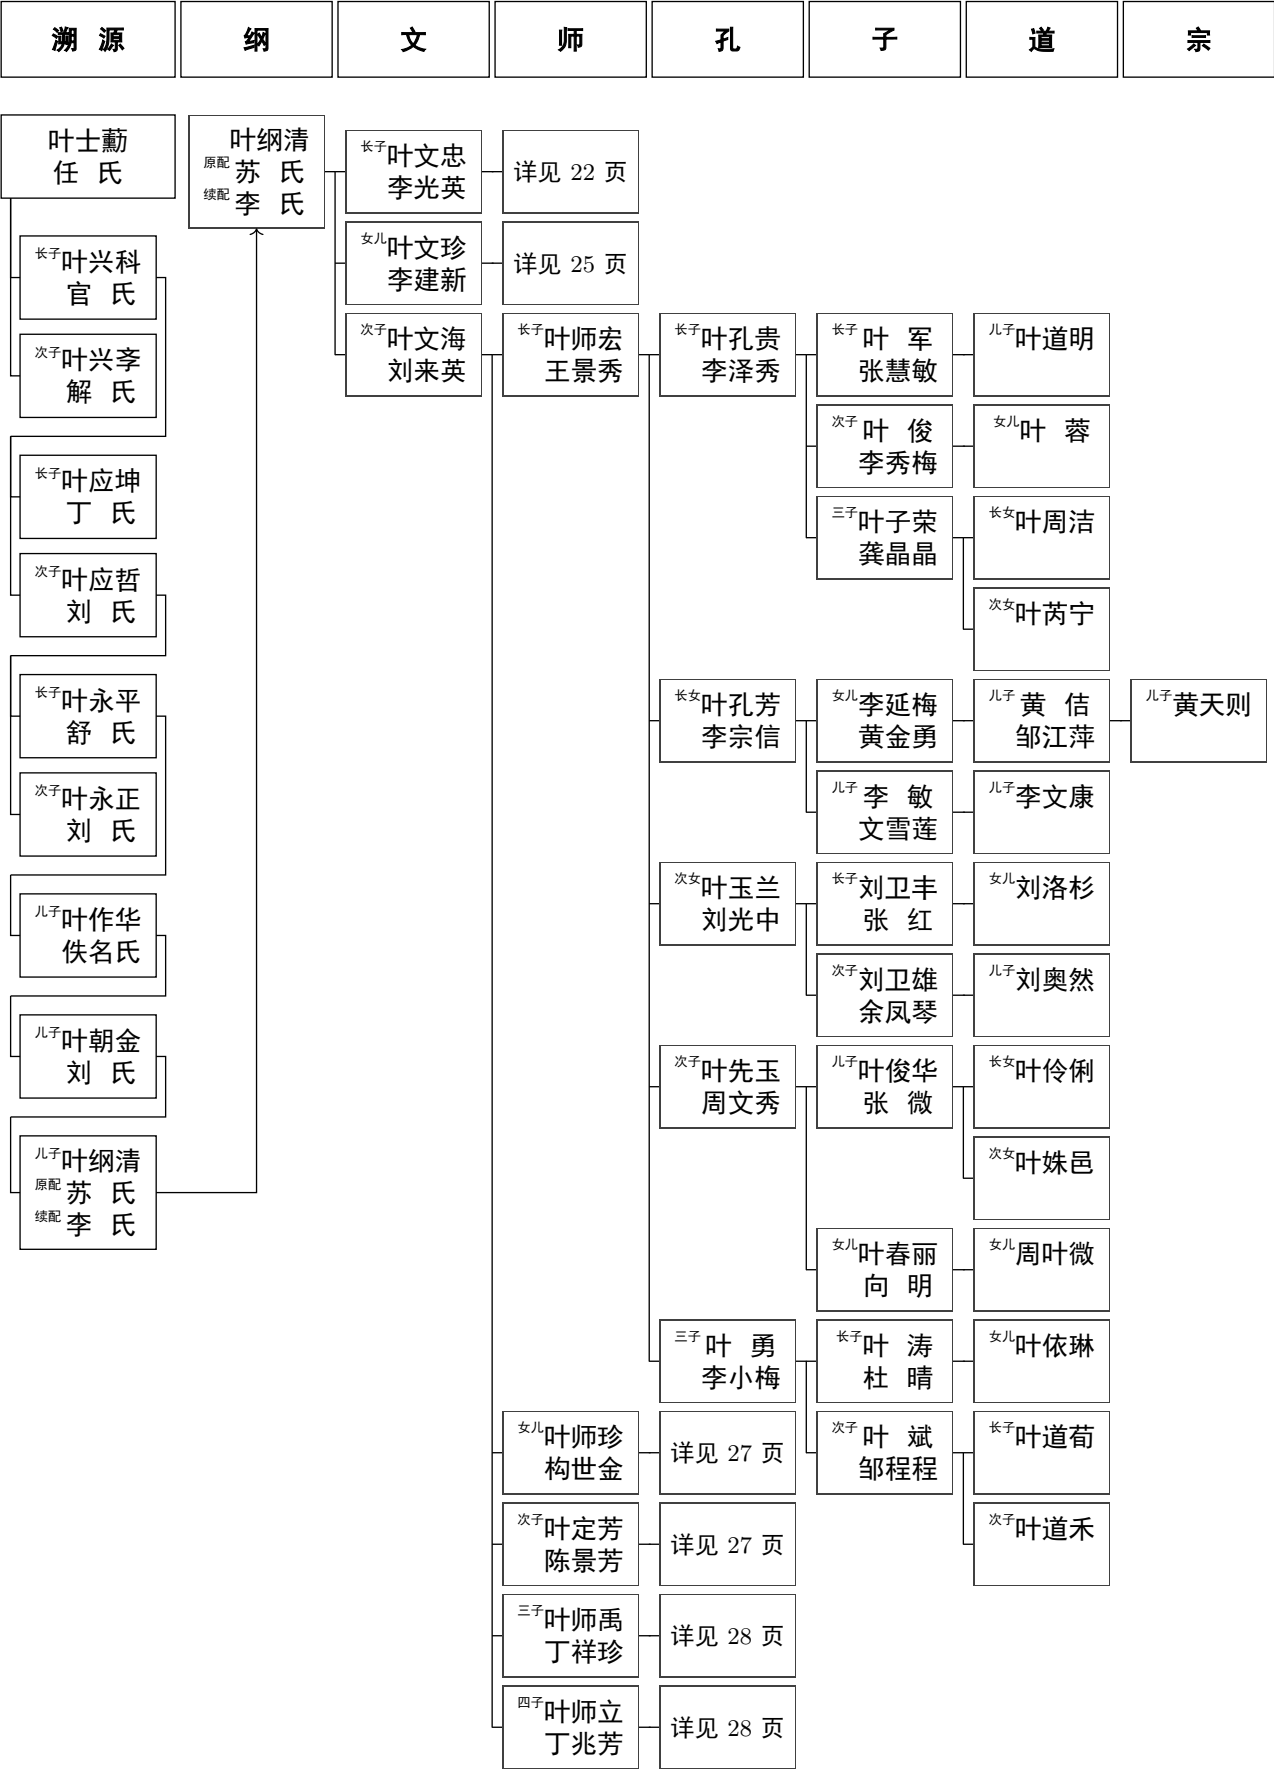 溯 源
纲
文
师
孔
子
道
宗
叶士勳
任 氏
长子叶兴科
官 氏
次子叶兴斈
解 氏
长子叶应坤
丁 氏
次子叶应哲
刘 氏
长子叶永平
舒 氏
次子叶永正
刘 氏
儿子叶作华
佚名氏
儿子叶朝金
刘 氏
儿子叶纲清
原配 苏 氏
续配 李 氏
叶纲清
原配 苏 氏
续配 李 氏
长子叶文忠
李光英
详见 22 页
女儿叶文珍
李建新
详见 25 页
次子叶文海
刘来英
长子叶师宏
王景秀
长子叶孔贵
李泽秀
长子 叶 军
张慧敏
儿子叶道明
次子 叶 俊
李秀梅
女儿叶 蓉
三子叶子荣
龚晶晶
长女叶周洁
次女叶芮宁
长女叶孔芳
李宗信
女儿李延梅
黄金勇
儿子 黄 佶
邹江萍
儿子黄天则
儿子 李 敏
文雪莲
儿子李文康
次女叶玉兰
刘光中
长子刘卫丰
张 红
女儿刘洛杉
次子刘卫雄
余凤琴
儿子刘奥然
次子叶先玉
周文秀
儿子叶俊华
张 微
长女叶伶俐
次女叶姝邑
女儿叶春丽
向 明
女儿周叶微
三子 叶 勇
李小梅
长子叶 涛
杜 晴
女儿叶依琳
次子 叶 斌
邹程程
长子叶道荀
次子叶道禾
女儿叶师珍
构世金
详见 27 页
次子叶定芳
陈景芳
详见 27 页
三子叶师禹
丁祥珍
详见 28 页
四子叶师立
丁兆芳
详见 28 页